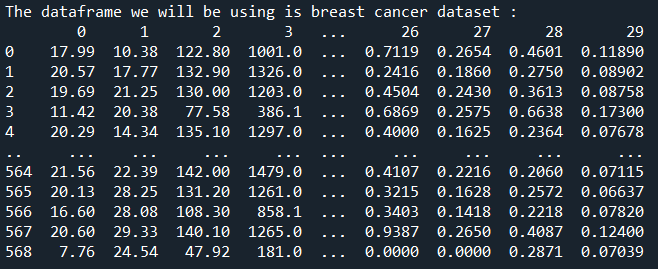 The dataframe we will be using is breast cancer dataset :
0 1 2 3 ... 26 27 28 29
0 17.99 10.38 122.80 1001.0 ... 0.7119 0.2654 0.4601 0.11890
1 20.57 17.77 132.90 1326.0 ... 0.2416 0.1860 0.2750 0.08902
2 19.69 21.25 130.00 1203.0 ... 0.4504 0.2430 0.3613 0.08758
3 11.42 20.38 77.58 386.1 ... 0.6869 0.2575 0.6638 0.17300
4 20.29 14.34 135.10 1297.0 ... 0.4000 0.1625 0.2364 0.07678
.. ... ... ... ... ... ... ... ... ...
564 21.56 22.39 142.00 1479.0 ... 0.4107 0.2216 0.2060 0.07115
565 20.13 28.25 131.20 1261.0 ... 0.3215 0.1628 0.2572 0.06637
566 16.60 28.08 108.30 858.1 ... 0.3403 0.1418 0.2218 0.07820
567 20.60 29.33 140.10 1265.0 ... 0.9387 0.2650 0.4087 0.12400
568 7.76 24.54 47.92 181.0 ... 0.0000 0.0000 0.2871 0.07039